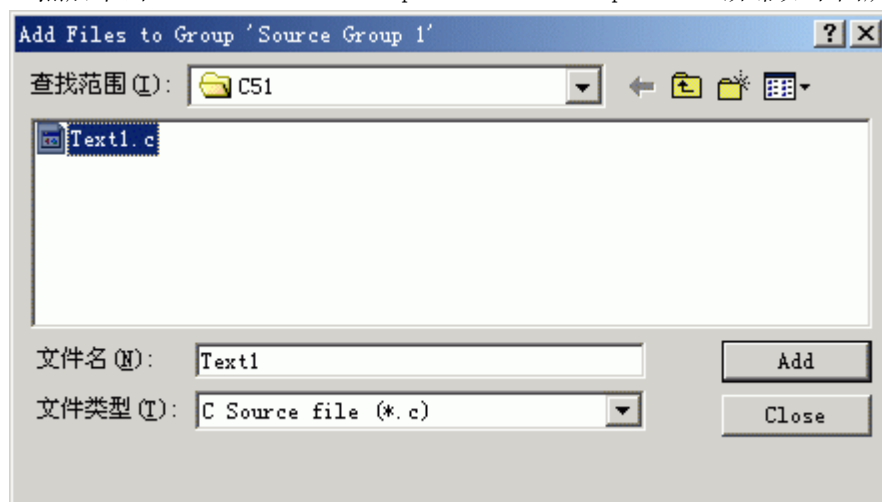 Add Files to Group 'Source Group 1'
查找范围(I): C51
Text1.c
文件名(N): Text1
Add
文件类型(T): C Source file (*.c)
Close